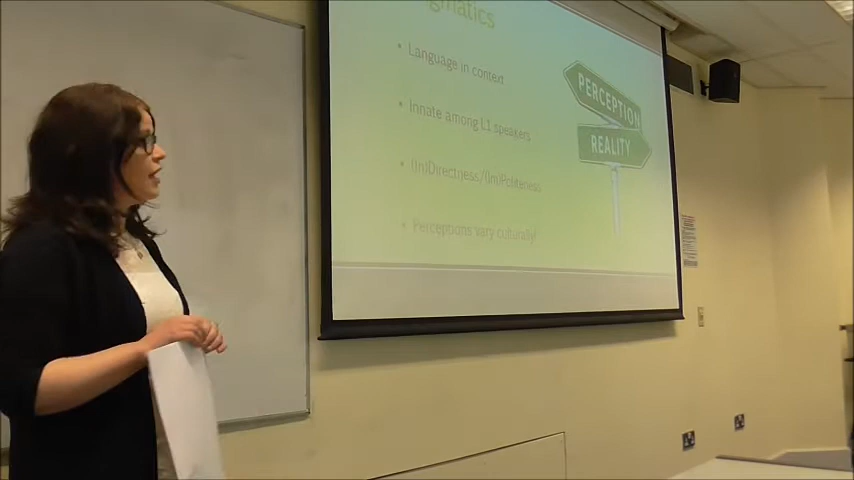 • Language in context
• Innate among L1 speakers
• (In)Directness/(In)Politeness
• Perceptions vary culturally!
PERCEPTION
REALITY